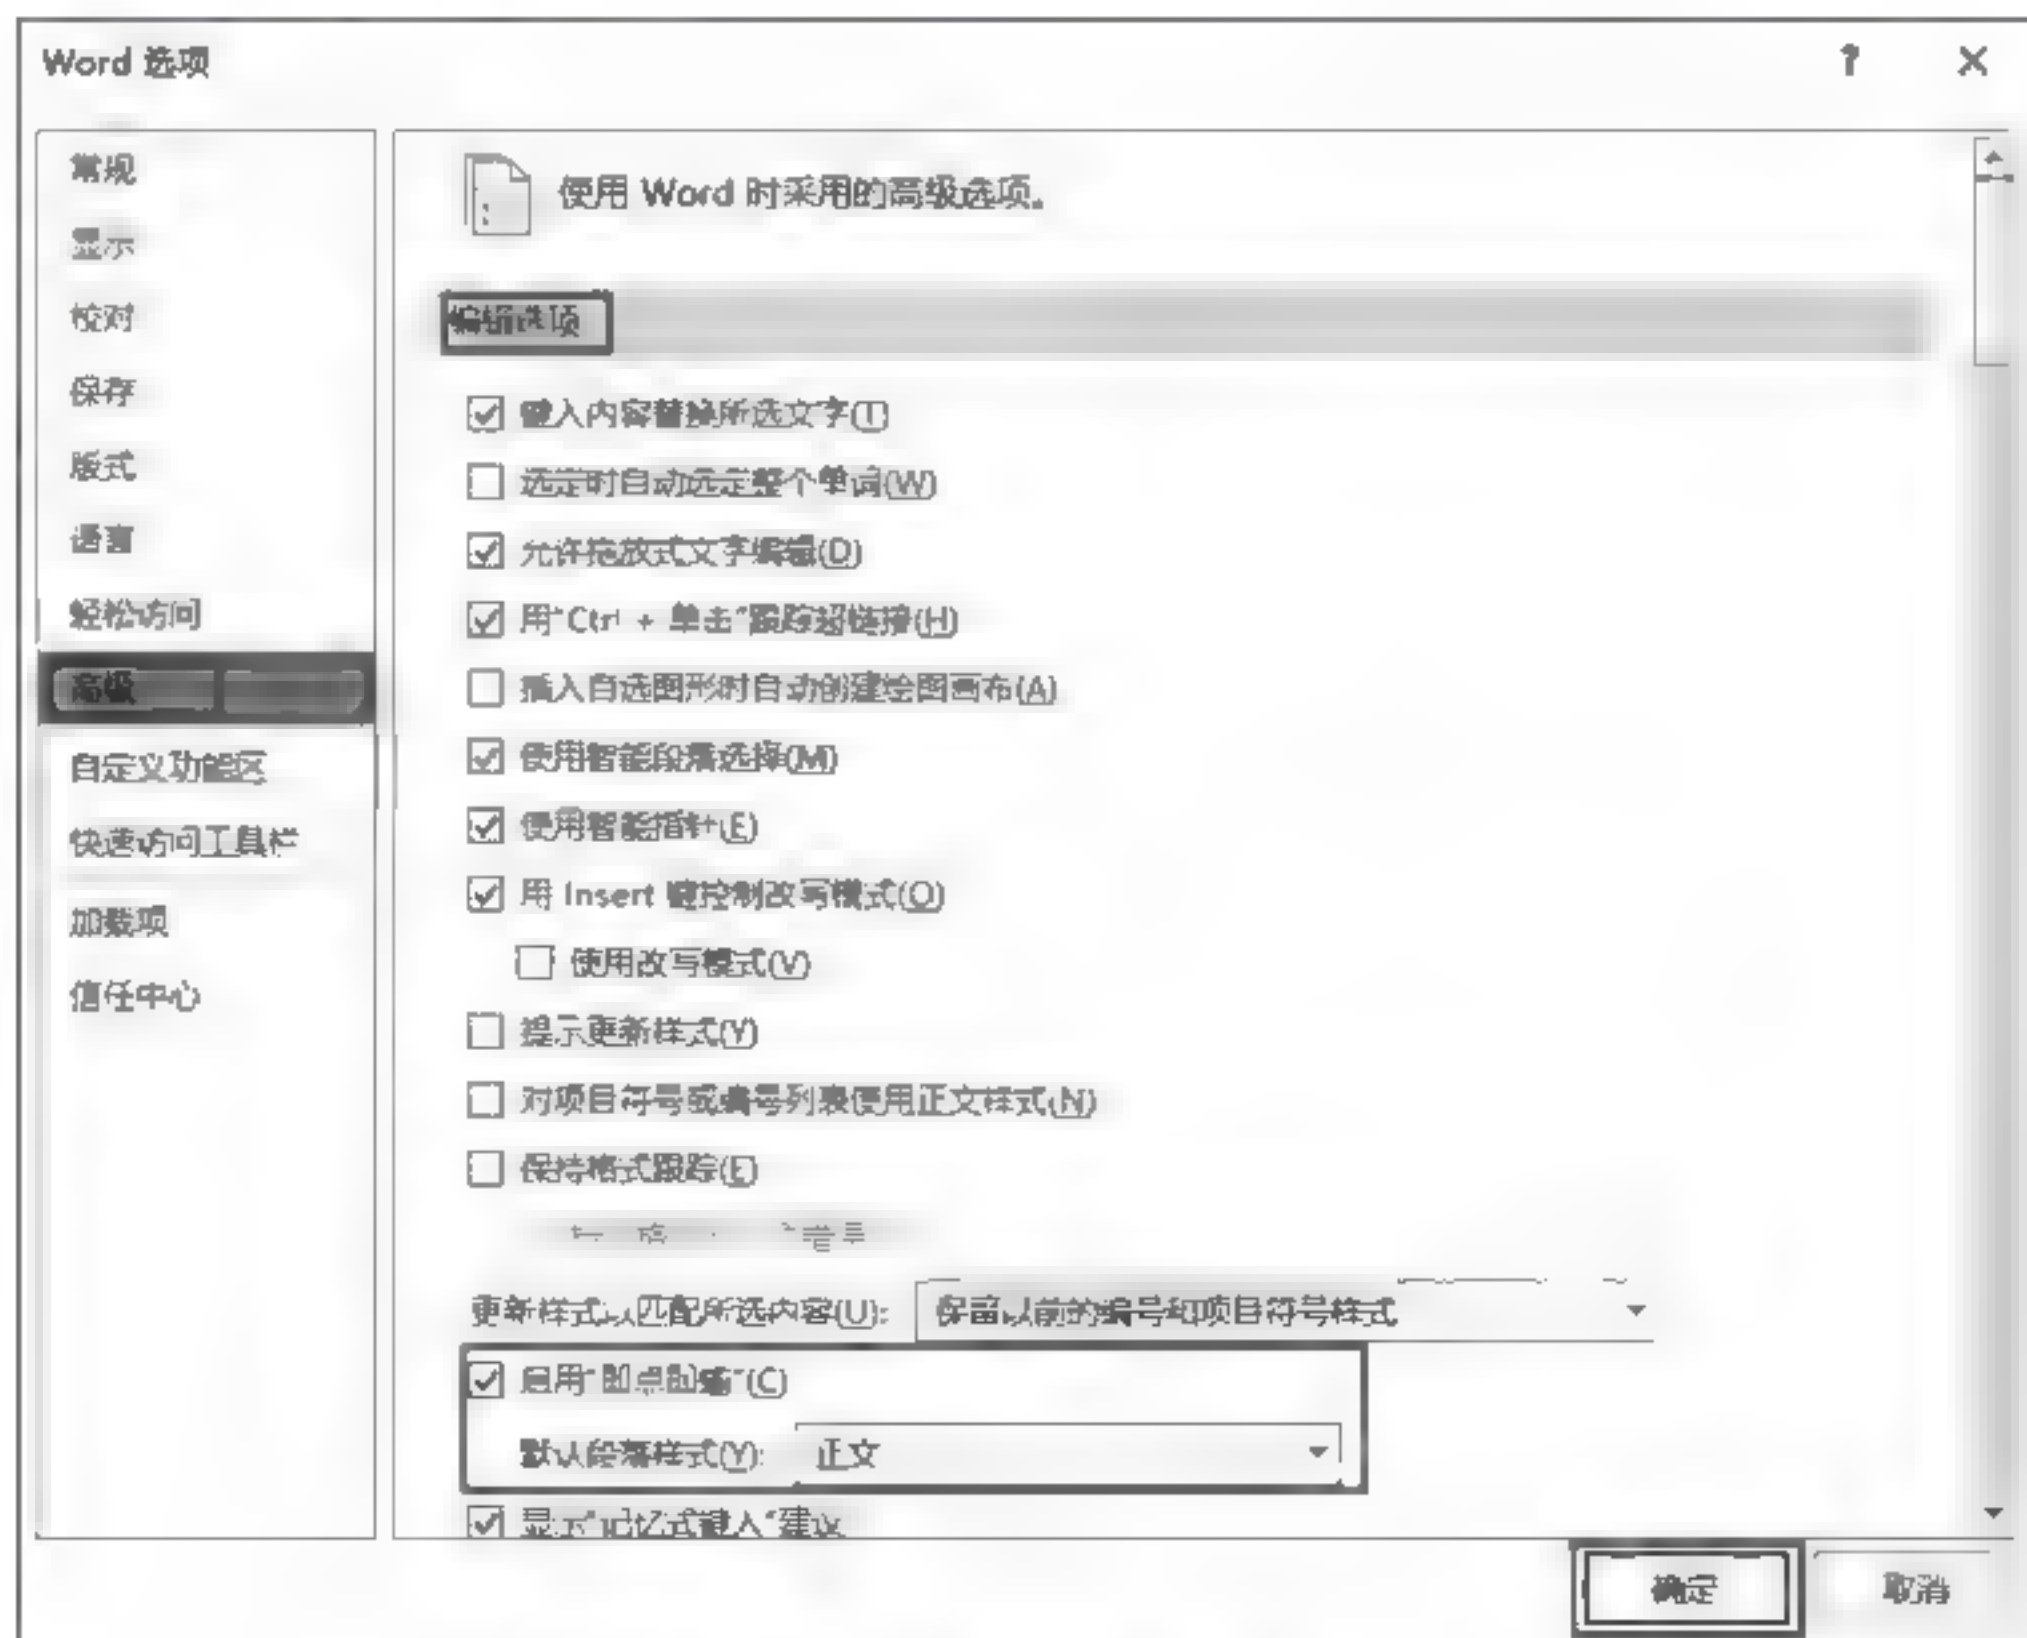 Word 选项
常规
显示
校对
保存
版式
语言
轻松访问
高级
自定义功能区
快速访问工具栏
加载项
信任中心
使用 Word 时采用的高级选项。
编辑选项
键入内容替换所选文字(T)
选定时自动选定整个单词(W)
允许拖放式文字编辑(D)
用"Ctrl + 单击"跟踪超链接(H)
插入自选图形时自动创建绘图画布(A)
使用智能段落选择(M)
使用智能指针(E)
用 Insert 键控制改写模式(O)
使用改写模式(V)
提示更新样式(Y)
对项目符号或编号列表使用正文样式(N)
保持格式跟踪(E)
更新样式以匹配所选内容(U): 保留以前的编号和项目符号样式
启用"即点即输"(C)
默认段落样式(Y): 正文
显示"记忆式键入"建议
确定 取消